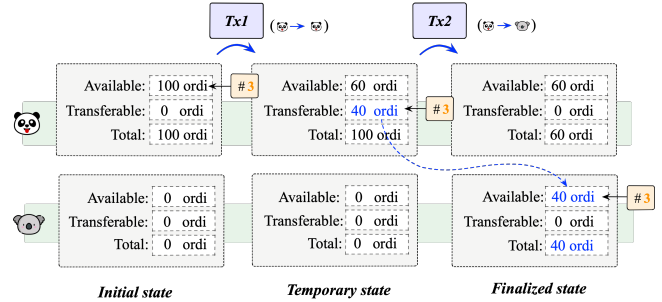 Tx1
( → )
Tx2
( → )
Available: 100 ordi
Transferable: 0 ordi
Total: 100 ordi
#3
Available: 60 ordi
Transferable: 40 ordi
Total: 100 ordi
#3
Available: 60 ordi
Transferable: 0 ordi
Total: 60 ordi
Available: 0 ordi
Transferable: 0 ordi
Total: 0 ordi
Available: 0 ordi
Transferable: 0 ordi
Total: 0 ordi
Available: 40 ordi
Transferable: 0 ordi
Total: 40 ordi
#3
Initial state
Temporary state
Finalized state